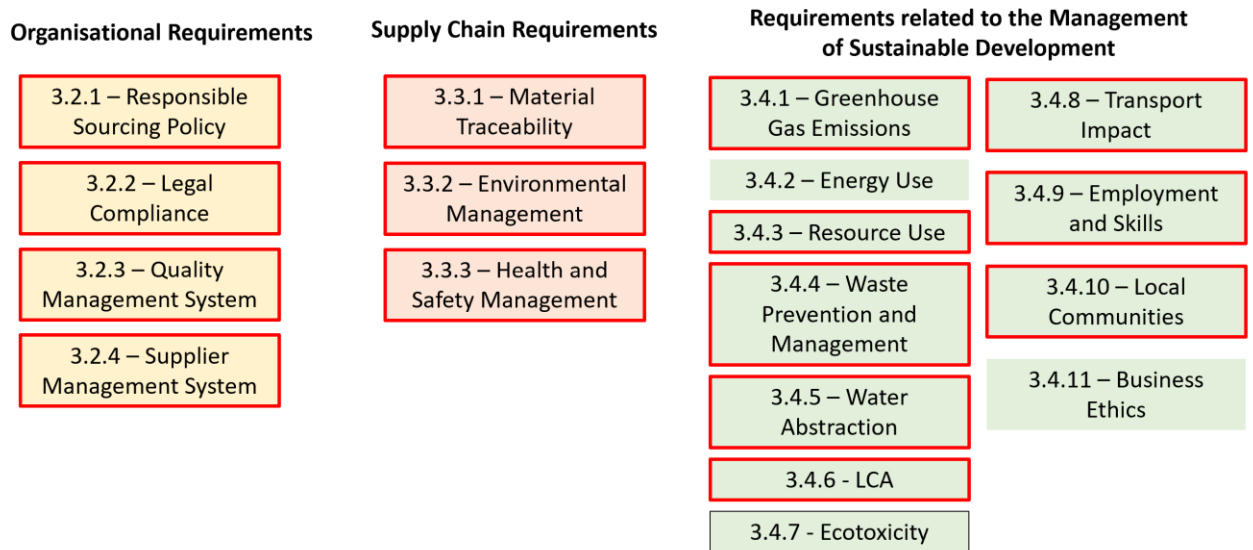 Organisational Requirements
3.2.1 – Responsible
Sourcing Policy
3.2.2 – Legal
Compliance
3.2.3 – Quality
Management System
3.2.4 – Supplier
Management System
Supply Chain Requirements
3.3.1 – Material
Traceability
3.3.2 – Environmental
Management
3.3.3 – Health and
Safety Management
Requirements related to the Management
of Sustainable Development
3.4.1 – Greenhouse
Gas Emissions
3.4.2 – Energy Use
3.4.3 – Resource Use
3.4.4 – Waste
Prevention and
Management
3.4.5 – Water
Abstraction
3.4.6 - LCA
3.4.7 - Ecotoxicity
3.4.8 – Transport
Impact
3.4.9 – Employment
and Skills
3.4.10 – Local
Communities
3.4.11 – Business
Ethics